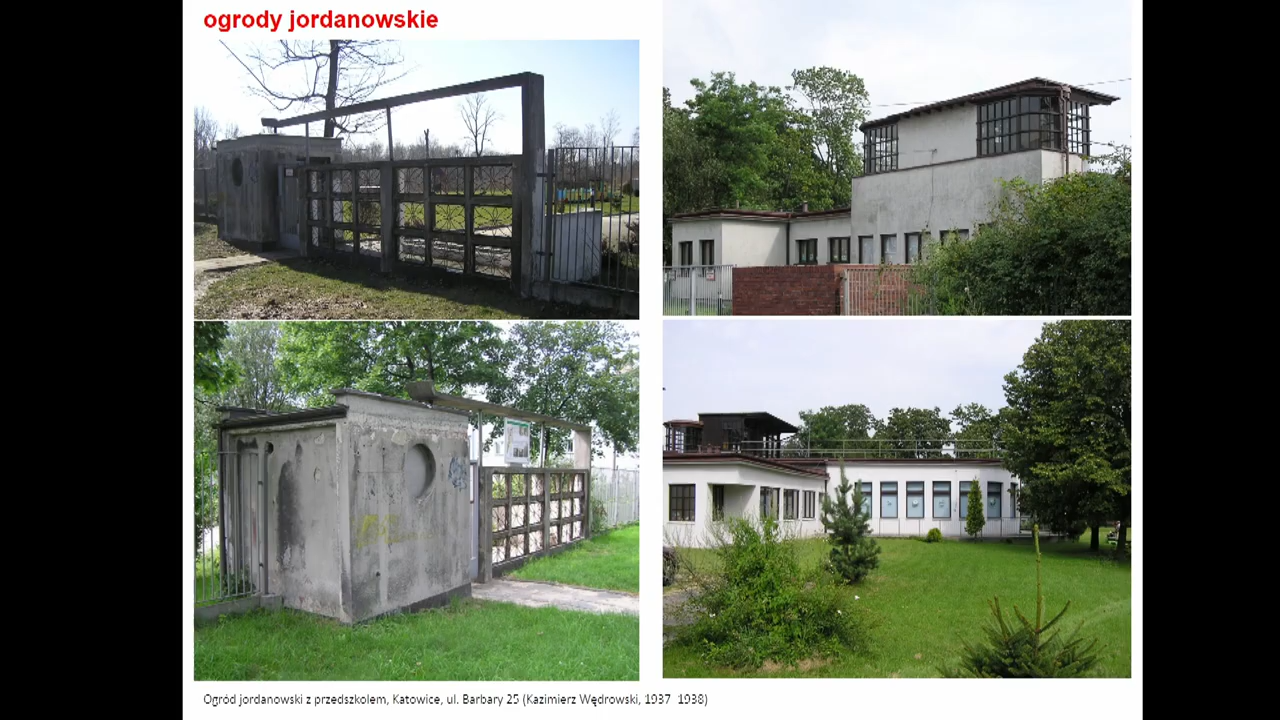 ogrody jordanowskie
Ogród jordanowski z przedszkolem, Katowice, ul. Barbary 25 (Kazimierz Wędrowski, 1937 1938)